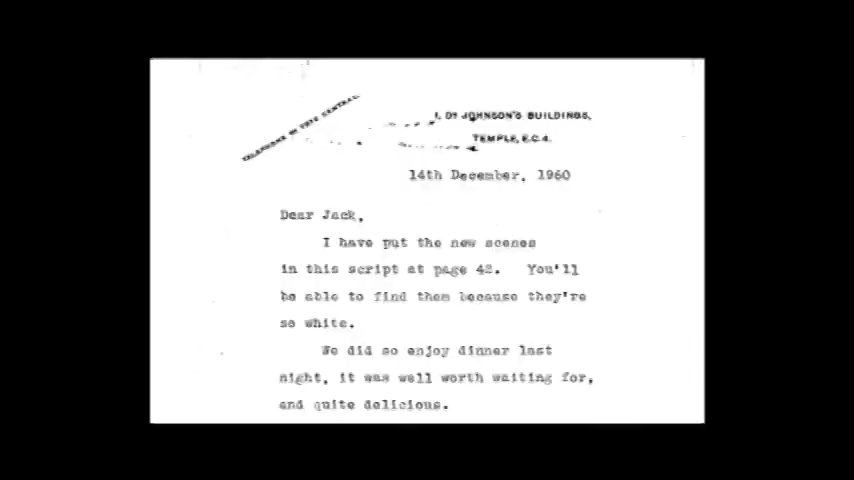 1. Dr JOHNSON'S BUILDINGS,
TEMPLE, E.C.4.
14th December, 1960
Dear Jack,
I have put the new scenes
in this script at page 42. You'll
be able to find them because they're
so white.
We did so enjoy dinner last
night, it was well worth waiting for,
and quite delicious.